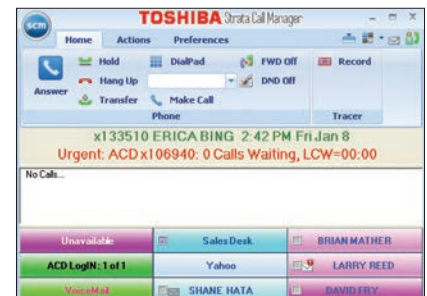 scm
TOSHIBA Strata Call Manager
Home Actions Preferences
Answer
Hold DialPad FWD Off Record
Hang Up DND Off
Transfer Make Call
Phone Tracer
x133510 ERICA BING 2:42 PM Fri Jan 8
Urgent: ACD x106940: 0 Calls Waiting, LCW=00:00
No Calls...
Unavailable Sales Desk BRIAN MATHER
ACD LogIN: 1 of 1 Yahoo LARRY REED
VoiceMail SHANE HATA DAVID FRY